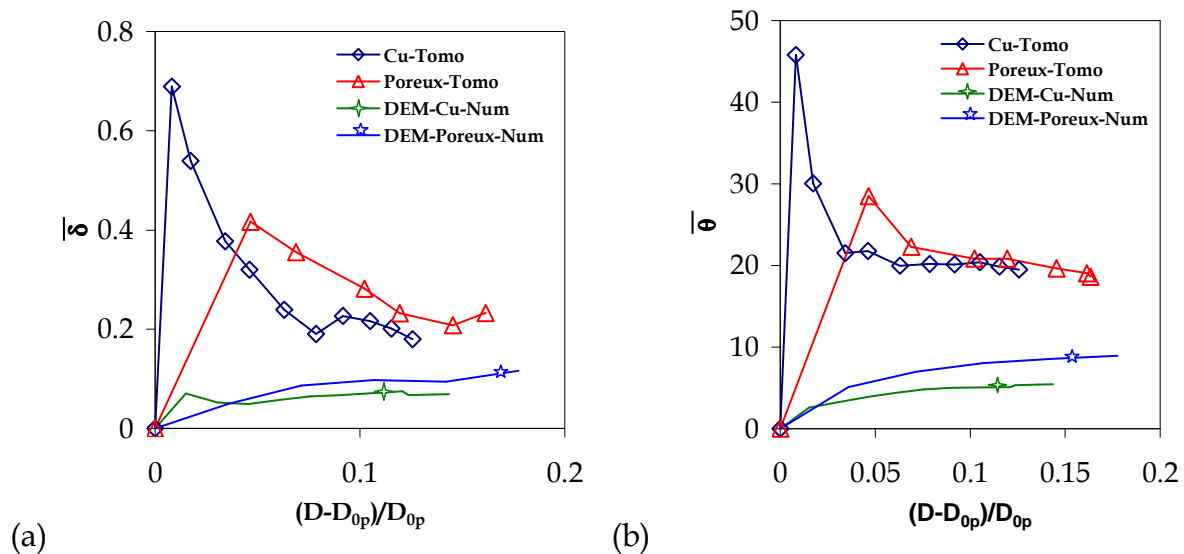 0.8
0.6
0.4
0.2
0
δ̅
0
0.1
0.2
(D-D0p)/D0p
Cu-Tomo
Poreux-Tomo
DEM-Cu-Num
DEM-Poreux-Num
(a)
50
40
30
20
10
0
θ̅
0
0.05
0.1
0.15
0.2
(D-D0p)/D0p
Cu-Tomo
Poreux-Tomo
DEM-Cu-Num
DEM-Poreux-Num
(b)